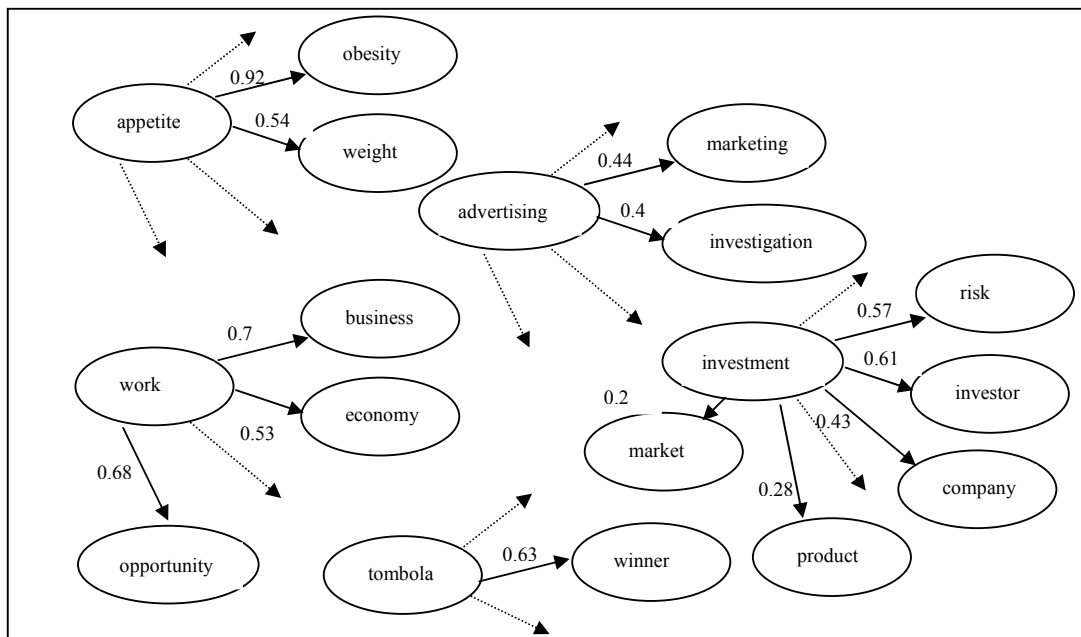 obesity
0.92
appetite
0.54
weight
marketing
0.44
advertising
0.4
investigation
risk
0.57
business
0.7
investment
0.61
work
investor
0.2
economy
0.53
0.43
market
0.68
0.28
company
winner
0.63
product
opportunity
tombola